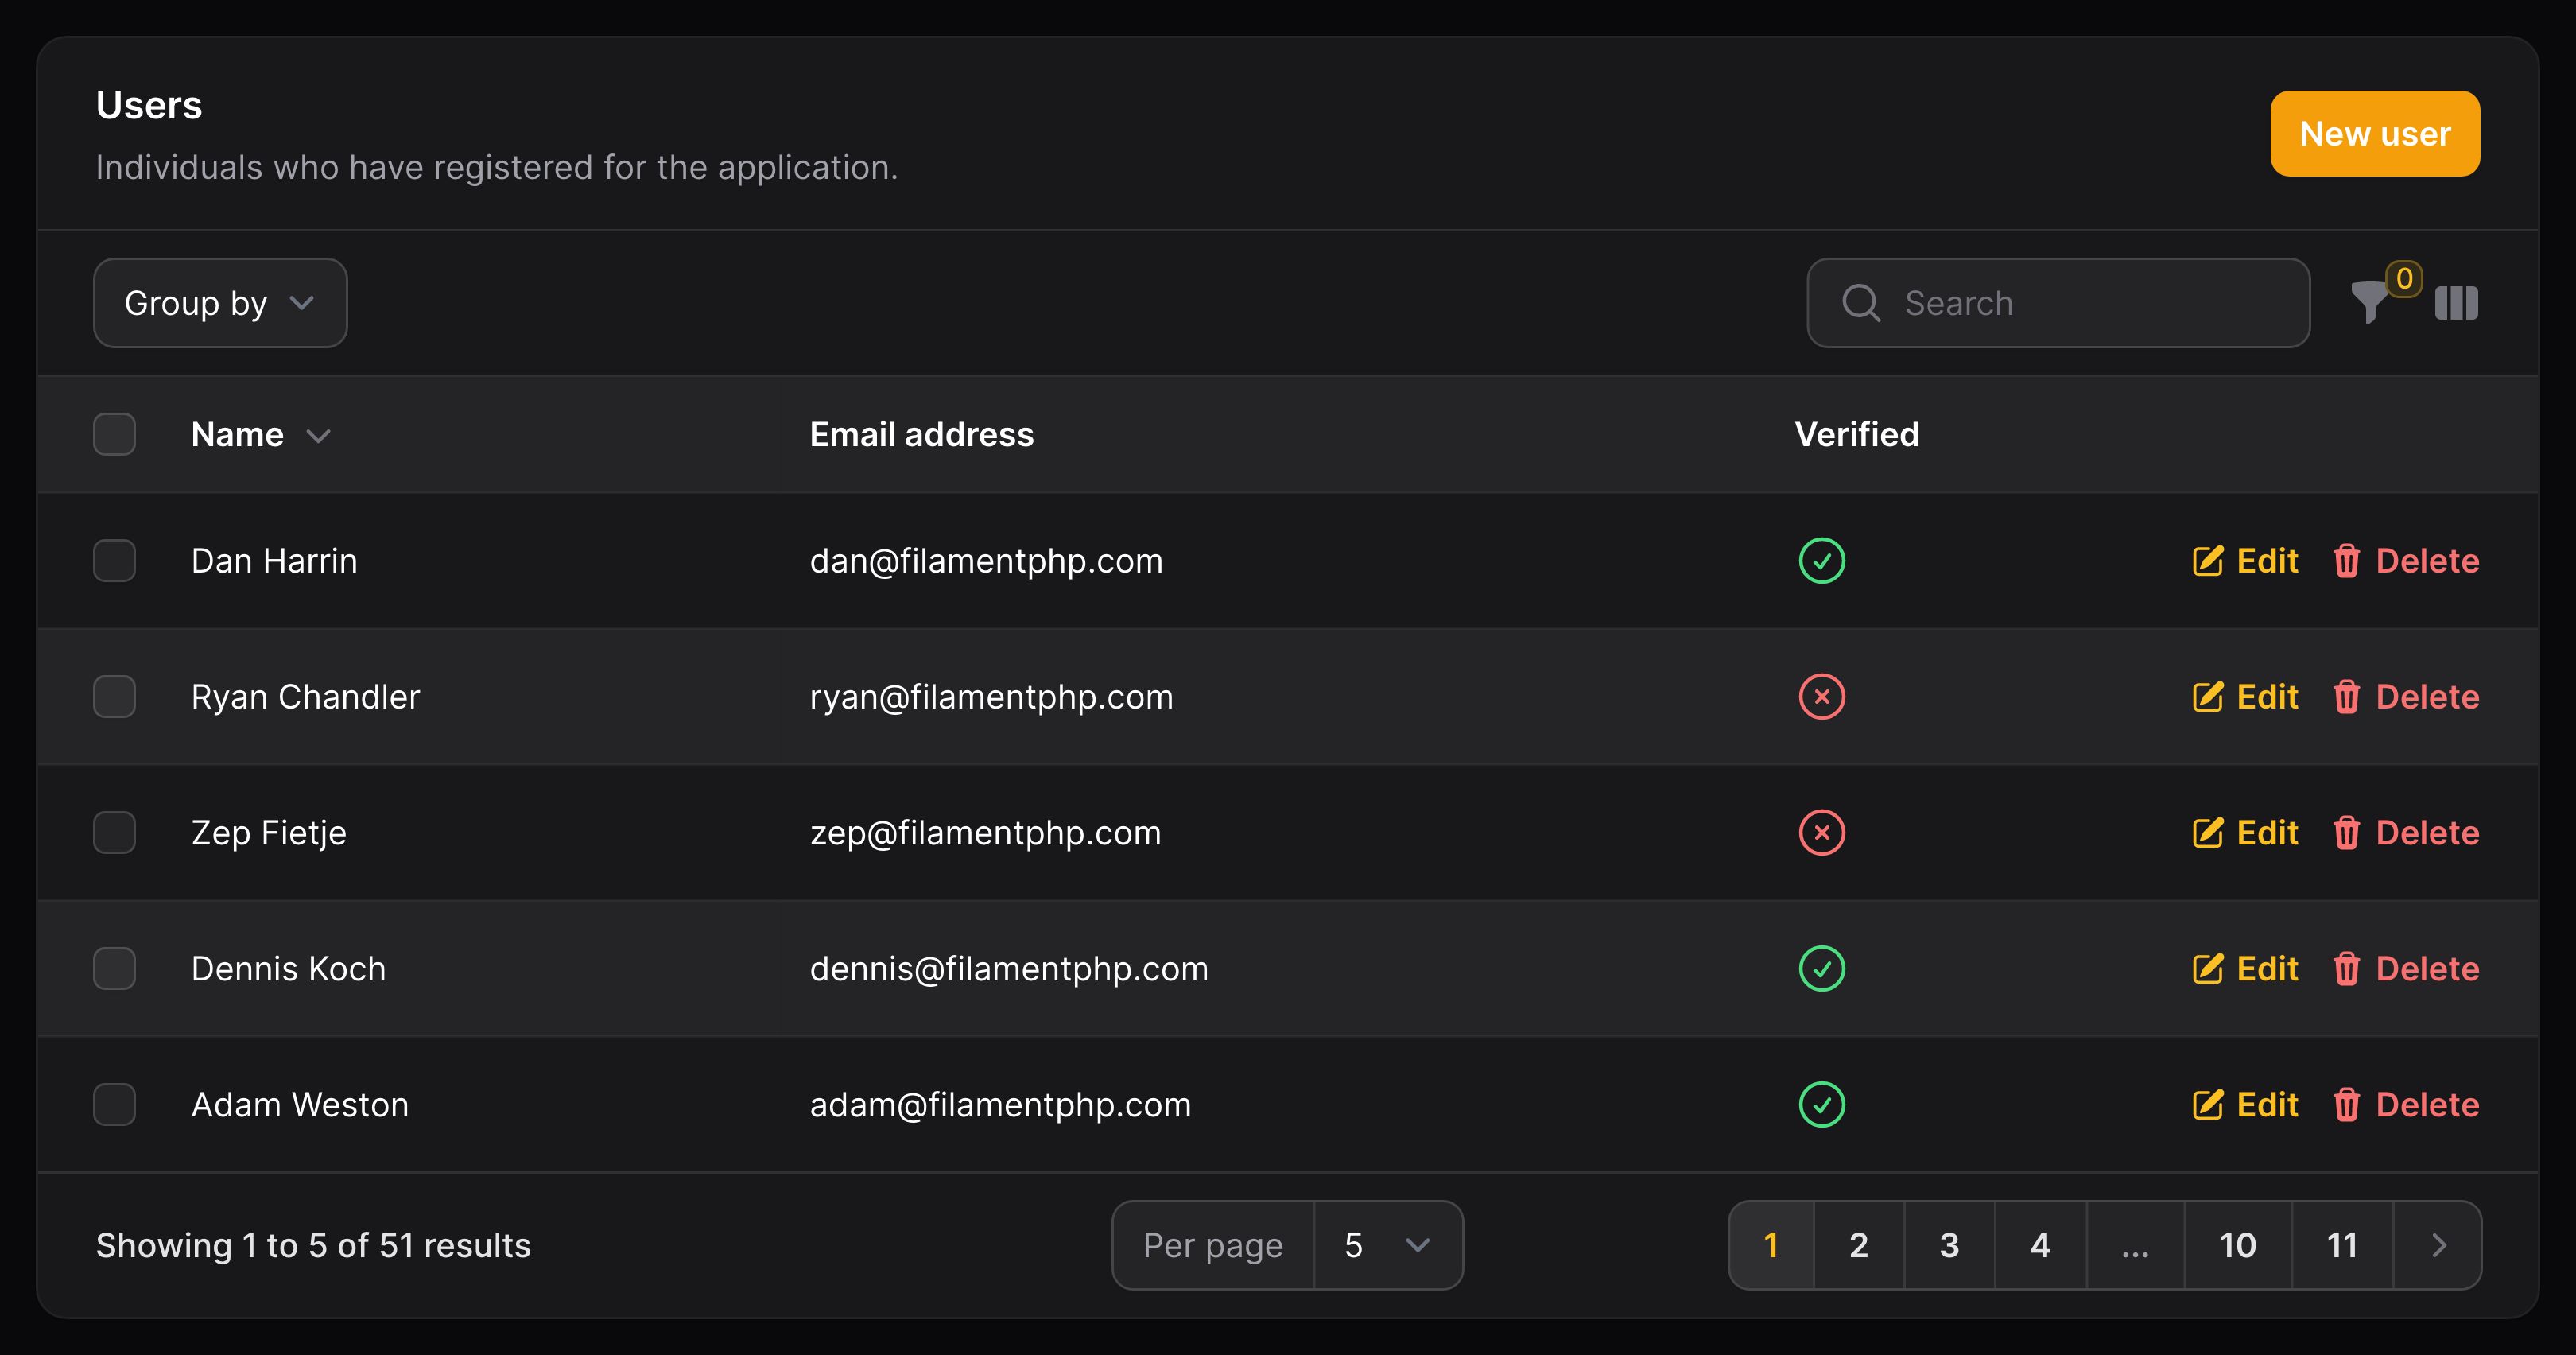 Users
Individuals who have registered for the application.
New user
Group by
Search
0
Name
Email address
Verified
Dan Harrin
dan@filamentphp.com
Edit
Delete
Ryan Chandler
ryan@filamentphp.com
Edit
Delete
Zep Fietje
zep@filamentphp.com
Edit
Delete
Dennis Koch
dennis@filamentphp.com
Edit
Delete
Adam Weston
adam@filamentphp.com
Edit
Delete
Showing 1 to 5 of 51 results
Per page
5
1
2
3
4
...
10
11